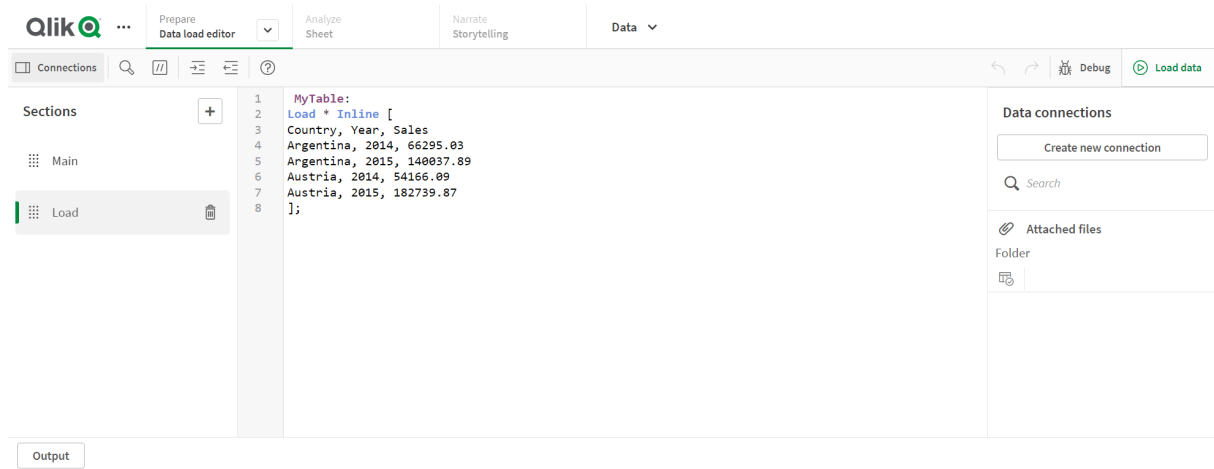 Qlik
...
Prepare
Data load editor
Analyze
Sheet
Narrate
Storytelling
Data
Connections
//
?
Debug
Load data
Sections
+
Main
Load
1 MyTable:
2 Load * Inline [
3 Country, Year, Sales
4 Argentina, 2014, 66295.03
5 Argentina, 2015, 140037.89
6 Austria, 2014, 54166.09
7 Austria, 2015, 182739.87
8 ];
Data connections
Create new connection
Search
Attached files
Folder
Output